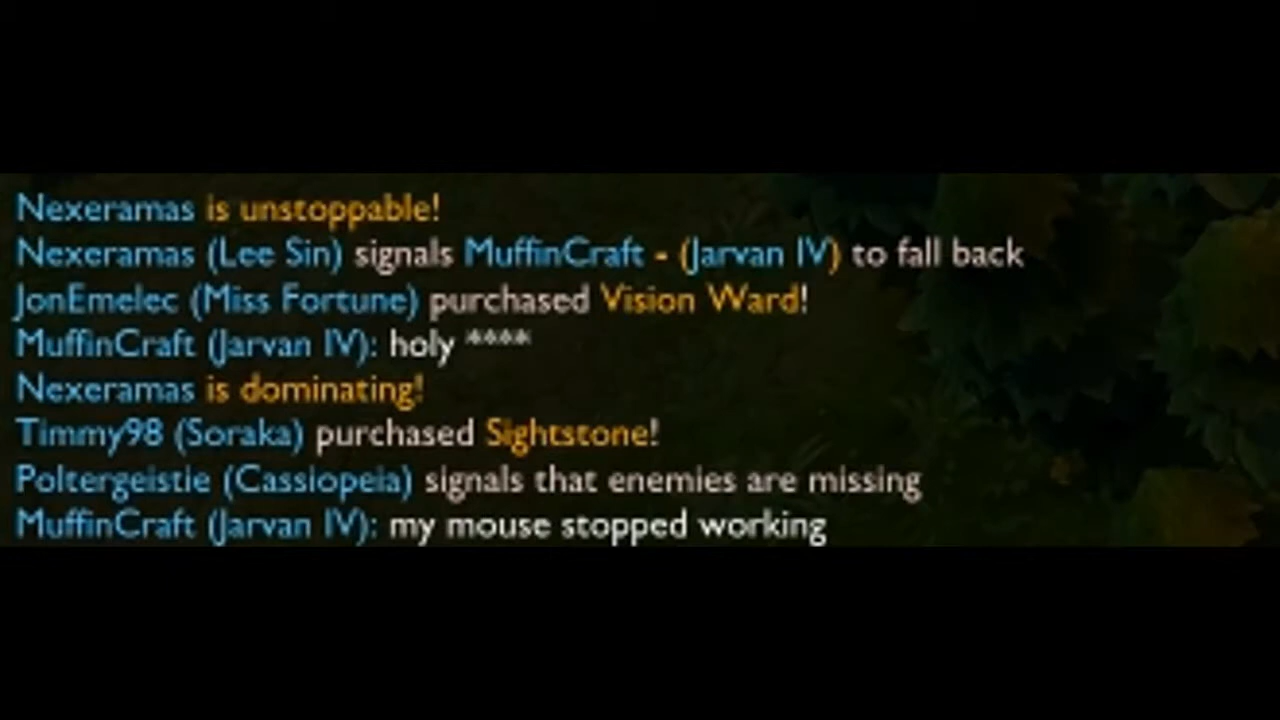 Nexeramas is unstoppable!
Nexeramas (Lee Sin) signals MuffinCraft - (Jarvan IV) to fall back
JonEmelec (Miss Fortune) purchased Vision Ward!
MuffinCraft (Jarvan IV): holy ****
Nexeramas is dominating!
Timmy98 (Soraka) purchased Sightstone!
Poltergeistie (Cassiopeia) signals that enemies are missing
MuffinCraft (Jarvan IV): my mouse stopped working